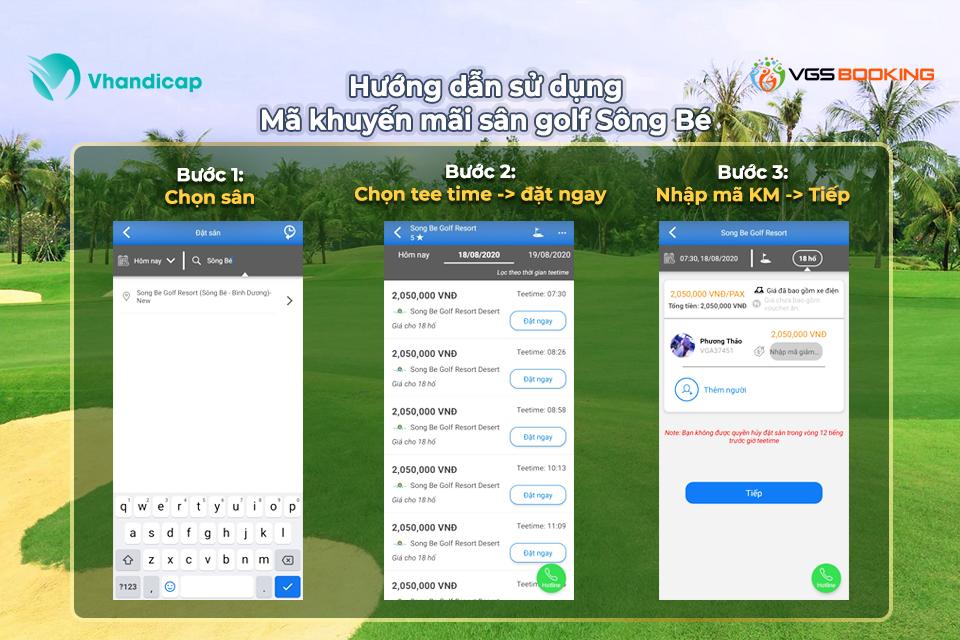 Vhandicap
VGS BOOKING
Hướng dẫn sử dụng
Mã khuyến mãi sân golf Sông Bé
Bước 1:
Chọn sân
Đặt sân
Hôm nay
Sông Bé
Song Be Golf Resort (Sông Bé - Bình Dương)-
New
q w e r t y u i o p
1 2 3 4 5 6 7 8 9 0
a s d f g h j k l
z x c v b n m
?123 , .
Bước 2:
Chọn tee time -> đặt ngay
Song Be Golf Resort
5 ★
Hôm nay 18/08/2020 19/08/2020
Lọc theo thời gian teetime
2,050,000 VNĐ Teetime: 07:30
Song Be Golf Resort Desert
Giá cho 18 hố Đặt ngay
2,050,000 VNĐ Teetime: 08:26
Song Be Golf Resort Desert
Giá cho 18 hố Đặt ngay
2,050,000 VNĐ Teetime: 08:58
Song Be Golf Resort Desert
Giá cho 18 hố Đặt ngay
2,050,000 VNĐ Teetime: 10:13
Song Be Golf Resort Desert
Giá cho 18 hố Đặt ngay
2,050,000 VNĐ Teetime: 11:09
Song Be Golf Resort Desert
Giá cho 18 hố Đặt ngay
2,050,000 VNĐ
Hotline
Bước 3:
Nhập mã KM -> Tiếp
Song Be Golf Resort
07:30, 18/08/2020 18 hố
2,050,000 VNĐ/PAX Giá đã bao gồm xe điện
Tổng tiền: 2,050,000 VNĐ Giá chưa bao gồm
voucher ăn
2,050,000 VNĐ
Phương Thảo
VGA37451 Nhập mã giảm...
Thêm người
Note: Bạn không được quyền hủy đặt sân trong vòng 12 tiếng
trước giờ teetime
Tiếp
Hotline